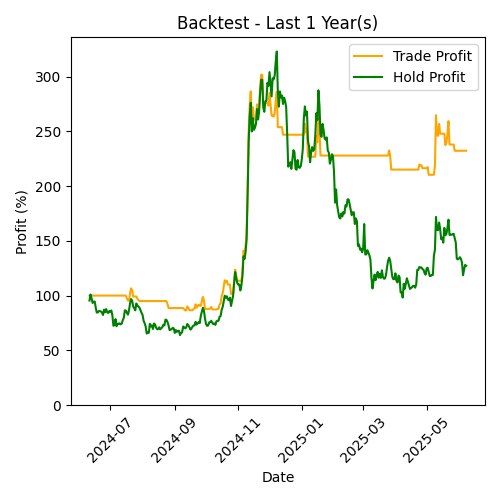 Backtest - Last 1 Year(s)
Trade Profit
Hold Profit
Profit (%)
300
250
200
150
100
50
0
2024-07
2024-09
2024-11
2025-01
2025-03
2025-05
Date